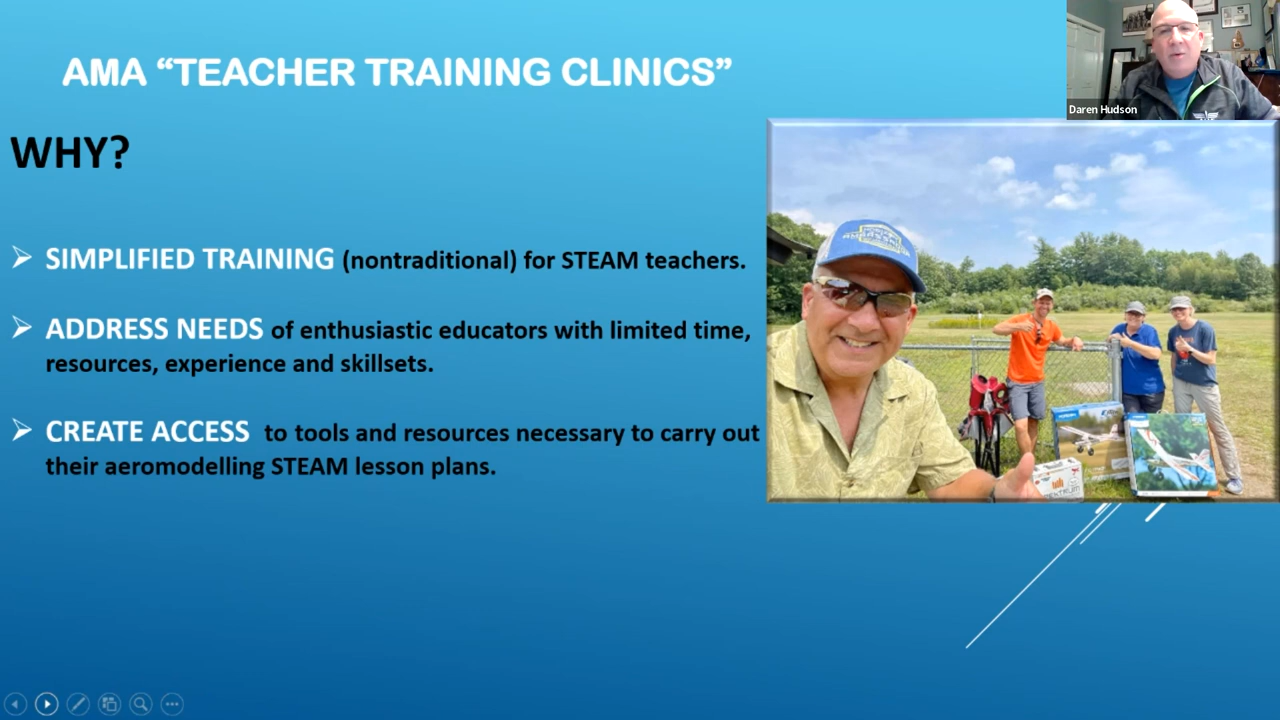 AMA “TEACHER TRAINING CLINICS”
Daren Hudson
WHY?
SIMPLIFIED TRAINING (nontraditional) for STEAM teachers.
ADDRESS NEEDS of enthusiastic educators with limited time,
resources, experience and skillsets.
CREATE ACCESS to tools and resources necessary to carry out
their aeromodelling STEAM lesson plans.